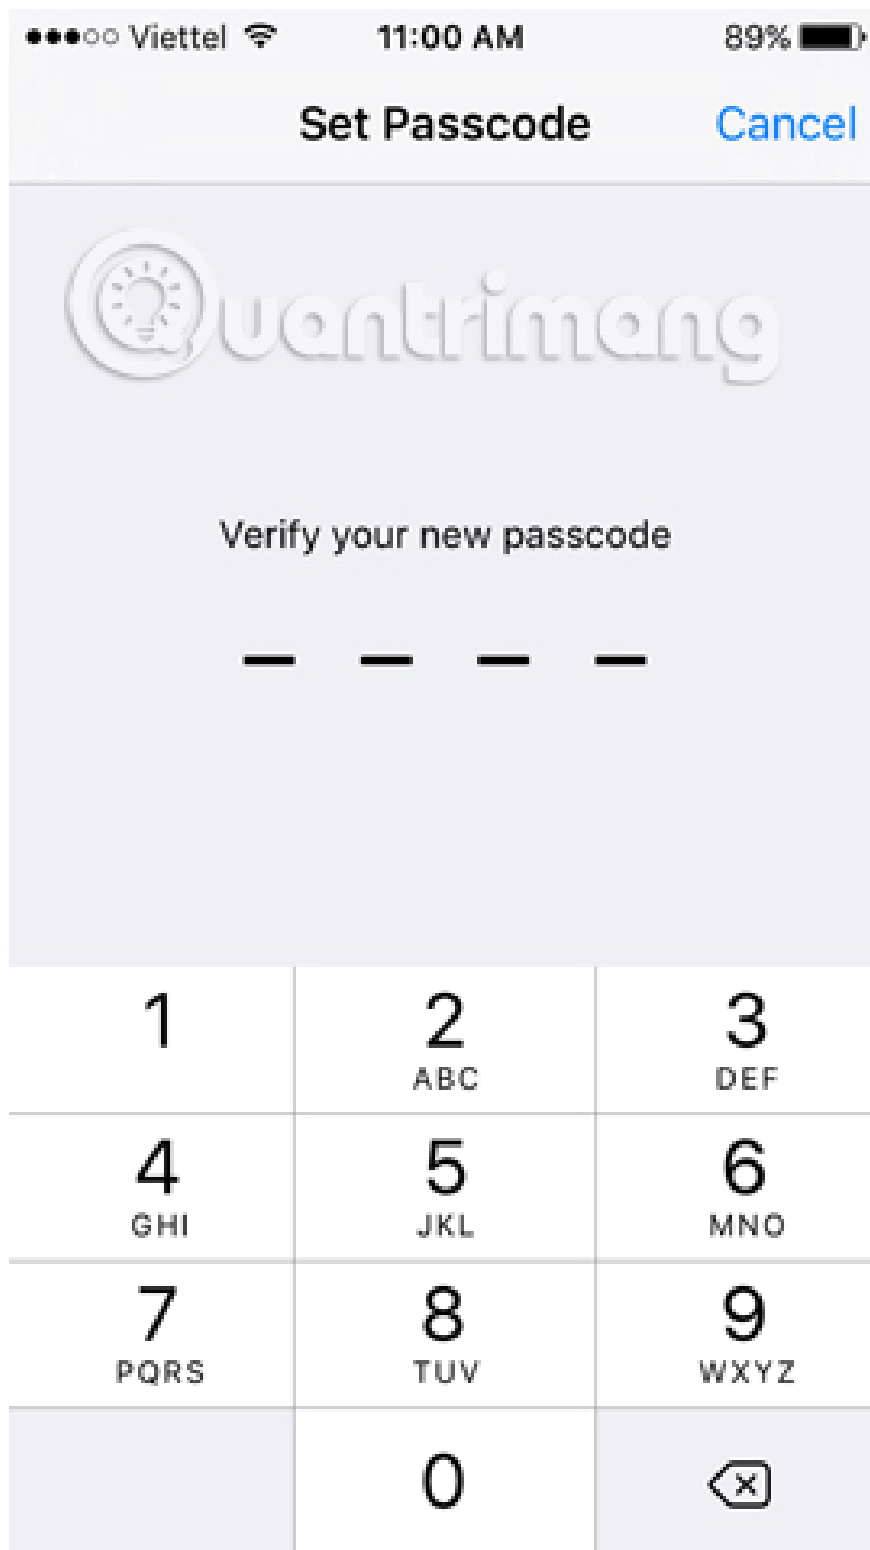 Viettel 11:00 AM 89%
Set Passcode Cancel
Quantrimang
Verify your new passcode
1 2 3
ABC DEF
4 5 6
GHI JKL MNO
7 8 9
PQRS TUV WXYZ
0